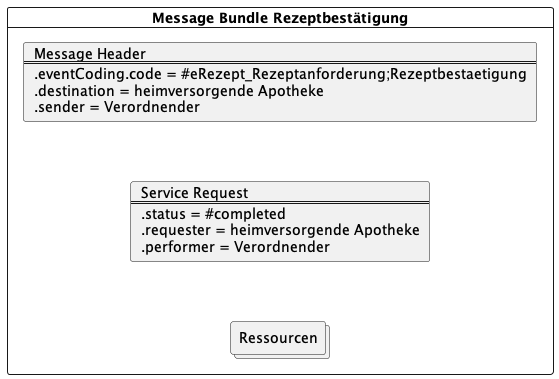 Message Bundle Rezeptbestätigung
Message Header
.eventCoding.code = #eRezept_Rezeptanforderung;Rezeptbestaetigung
.destination = heimversorgende Apotheke
.sender = Verordnender
Service Request
.status = #completed
.requester = heimversorgende Apotheke
.performer = Verordnender
Ressourcen